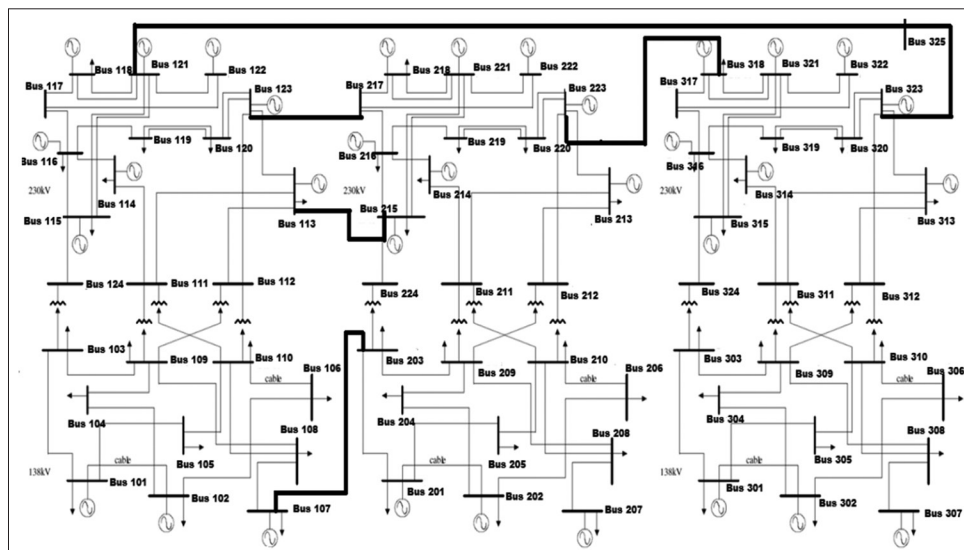 Bus 325
Bus 118
Bus 121
Bus 122
Bus 117
Bus 123
Bus 218
Bus 221
Bus 222
Bus 217
Bus 223
Bus 318
Bus 321
Bus 322
Bus 317
Bus 323
Bus 119
Bus 120
Bus 219
Bus 220
Bus 319
Bus 320
Bus 116
Bus 216
Bus 316
230kV
Bus 114
230kV
Bus 214
230kV
Bus 314
Bus 115
Bus 113
Bus 215
Bus 213
Bus 315
Bus 313
Bus 124
Bus 111
Bus 112
Bus 224
Bus 211
Bus 212
Bus 324
Bus 311
Bus 312
Bus 103
Bus 109
Bus 110
Bus 106
Bus 203
Bus 209
Bus 210
Bus 206
Bus 303
Bus 309
Bus 310
Bus 306
cable
cable
cable
Bus 104
Bus 108
Bus 204
Bus 208
Bus 304
Bus 308
138kV
cable
Bus 105
138kV
cable
Bus 205
138kV
cable
Bus 305
Bus 101
Bus 102
Bus 107
Bus 201
Bus 202
Bus 207
Bus 301
Bus 302
Bus 307